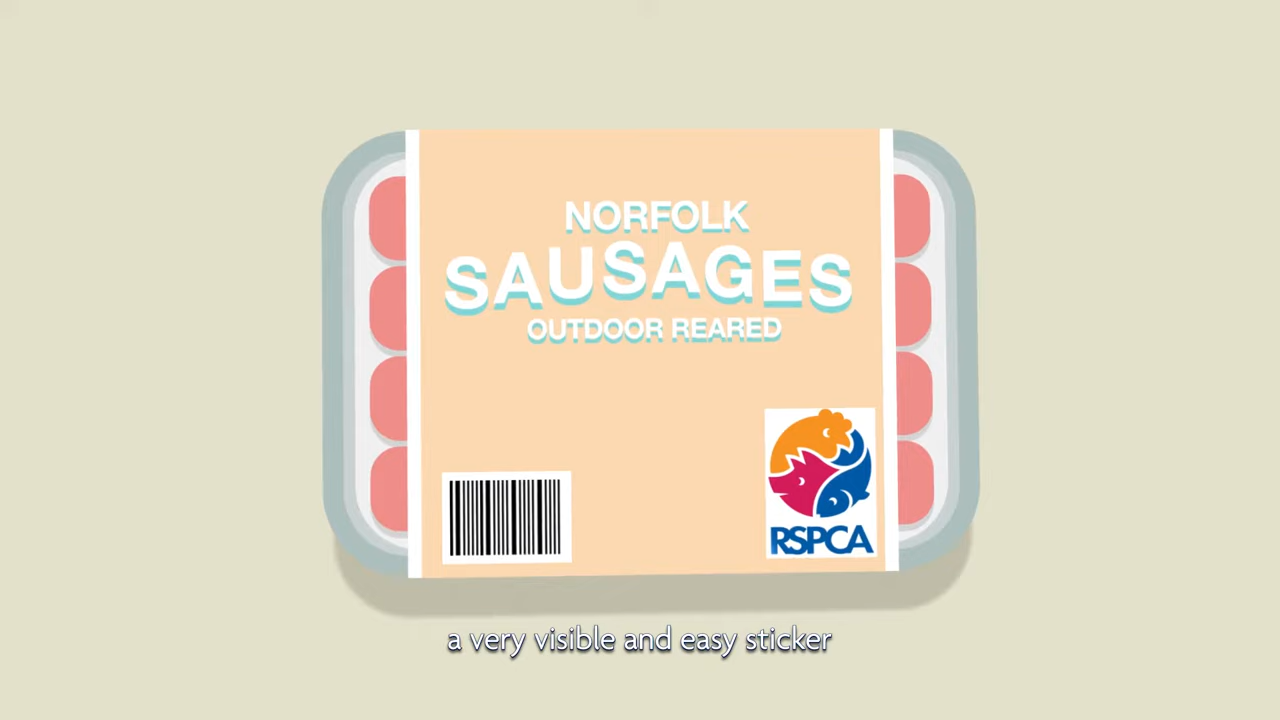 NORFOLK
SAUSAGES
OUTDOOR REARED
RSPCA
a very visible and easy sticker